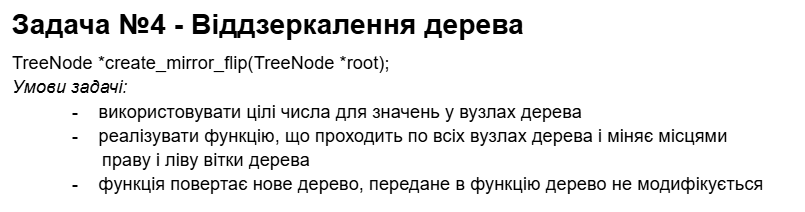 Задача №4 - Віддзеркалення дерева
TreeNode *create_mirror_flip(TreeNode *root);
Умови задачі:
- використовувати цілі числа для значень у вузлах дерева
- реалізувати функцію, що проходить по всіх вузлах дерева і міняє місцями
праву і ліву вітки дерева
- функція повертає нове дерево, передане в функцію дерево не модифікується